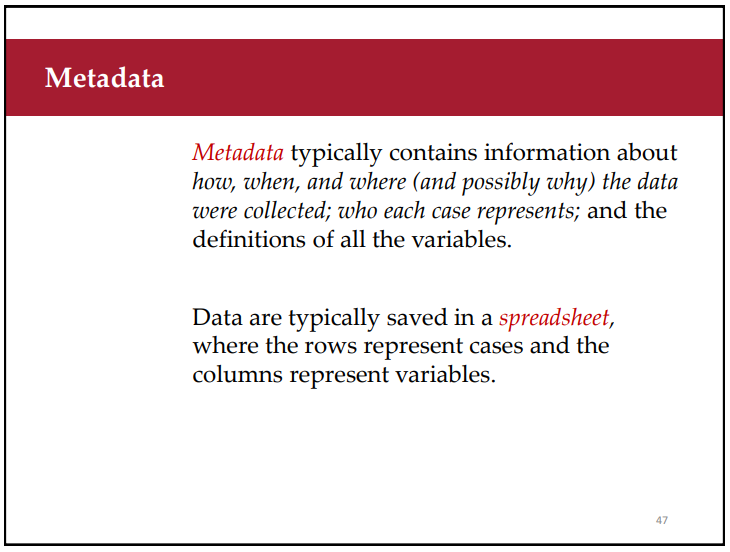 Metadata
Metadata typically contains information about
how, when, and where (and possibly why) the data
were collected; who each case represents; and the
definitions of all the variables.
Data are typically saved in a spreadsheet,
where the rows represent cases and the
columns represent variables.
47